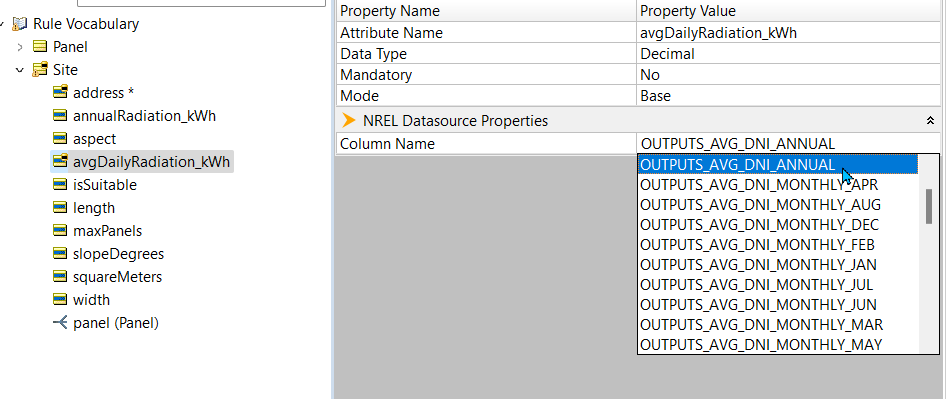 Rule Vocabulary
Panel
Site
address *
annualRadiation_kWh
aspect
avgDailyRadiation_kWh
isSuitable
length
maxPanels
slopeDegrees
squareMeters
width
panel (Panel)
Property Name Property Value
Attribute Name avgDailyRadiation_kWh
Data Type Decimal
Mandatory No
Mode Base
NREL Datasource Properties
Column Name OUTPUTS_AVG_DNI_ANNUAL
OUTPUTS_AVG_DNI_ANNUAL
OUTPUTS_AVG_DNI_MONTHLY_APR
OUTPUTS_AVG_DNI_MONTHLY_AUG
OUTPUTS_AVG_DNI_MONTHLY_DEC
OUTPUTS_AVG_DNI_MONTHLY_FEB
OUTPUTS_AVG_DNI_MONTHLY_JAN
OUTPUTS_AVG_DNI_MONTHLY_JUL
OUTPUTS_AVG_DNI_MONTHLY_JUN
OUTPUTS_AVG_DNI_MONTHLY_MAR
OUTPUTS_AVG_DNI_MONTHLY_MAY